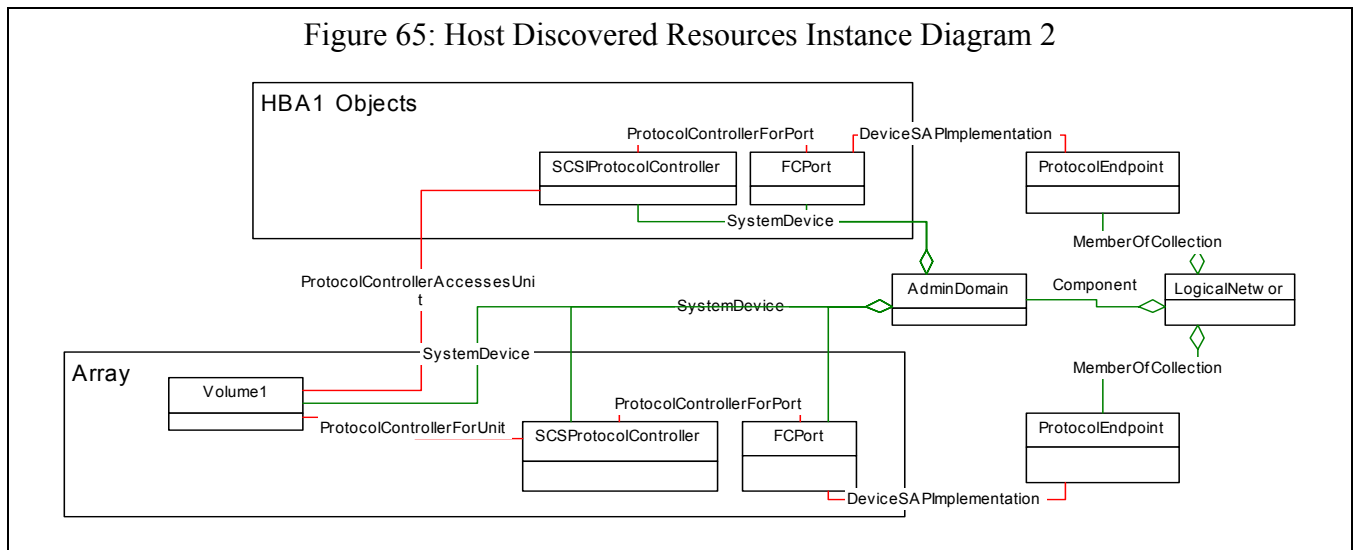 Figure 65: Host Discovered Resources Instance Diagram 2
HBA1 Objects
ProtocolControllerForPort
DeviceSAPImplementation
SCSIProtocolController
FCPort
ProtocolEndpoint
SystemDevice
MemberOfCollection
ProtocolControllerAccessesUni
t
AdminDomain
Component
LogicalNetwor
SystemDevice
SystemDevice
MemberOfCollection
Array
Volume1
ProtocolControllerForPort
ProtocolControllerForUnit
SCSProtocolController
FCPort
ProtocolEndpoint
DeviceSAPImplementation